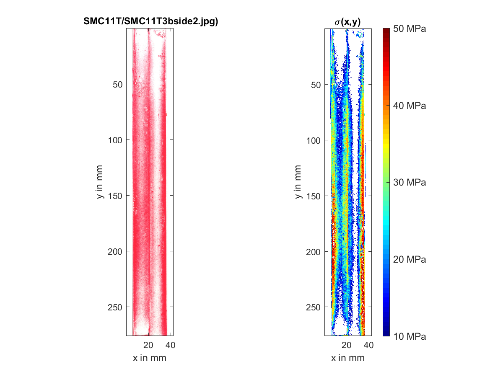 SMC11T/SMC11T3bside2.jpg)
50
100
150
200
250
y in mm
20 40
x in mm
σ(x,y)
50
100
150
200
250
y in mm
20 40
x in mm
50 MPa
40 MPa
30 MPa
20 MPa
10 MPa